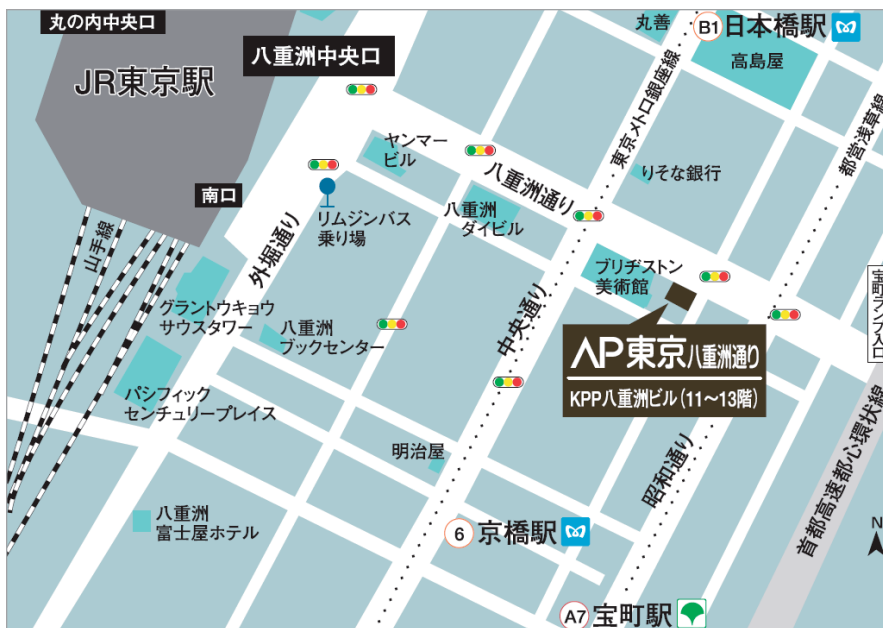 丸の内中央口
JR東京駅
八重洲中央口
丸善
B1
日本橋駅
高島屋
東京メトロ銀座線
都営浅草線
ヤンマー
ビル
八重洲通り
りそな銀行
南口
山手線
外堀通り
リムジンバス
乗り場
八重洲
ダイビル
ブリヂストン
美術館
宝町ランプ入口
グラントウキョウ
サウスタワー
八重洲
ブックセンター
中央通り
AP東京八重洲通り
KPP八重洲ビル(11〜13階)
パシフィック
センチュリープレイス
明治屋
昭和通り
首都高速都心環状線
八重洲
富士屋ホテル
6
京橋駅
N
A7
宝町駅